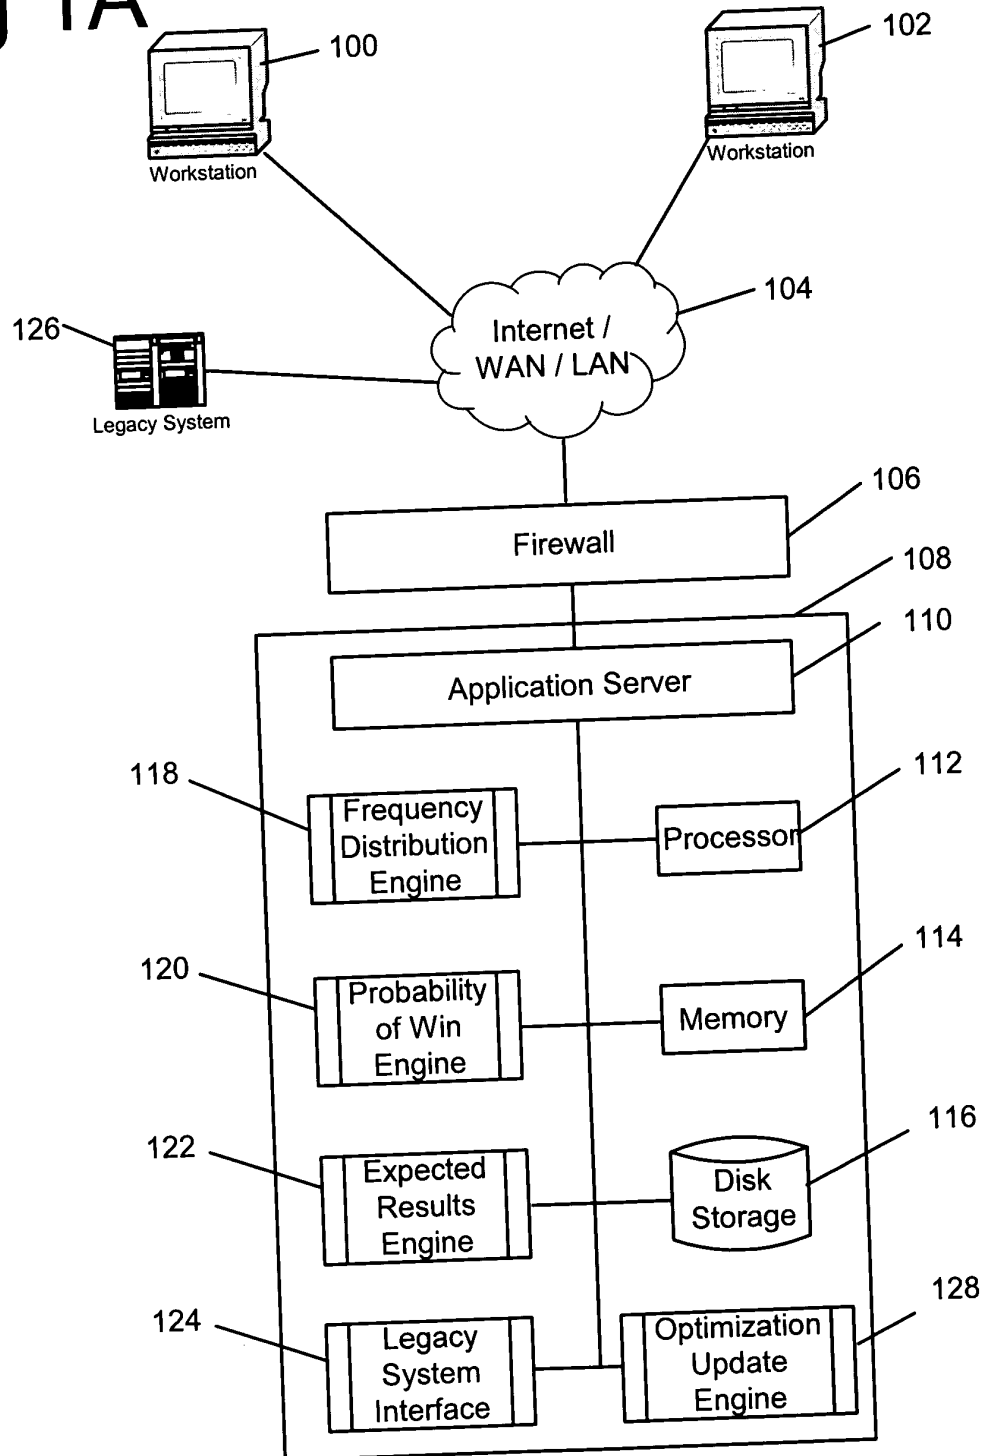 1A
100
102
Workstation
Workstation
104
Internet /
WAN / LAN
126
Legacy System
106
Firewall
108
110
Application Server
118
112
Frequency
Distribution
Engine
Processor
114
120
Probability
of Win
Engine
Memory
116
122
Expected
Results
Engine
Disk
Storage
128
124
Legacy
System
Interface
Optimization
Update
Engine